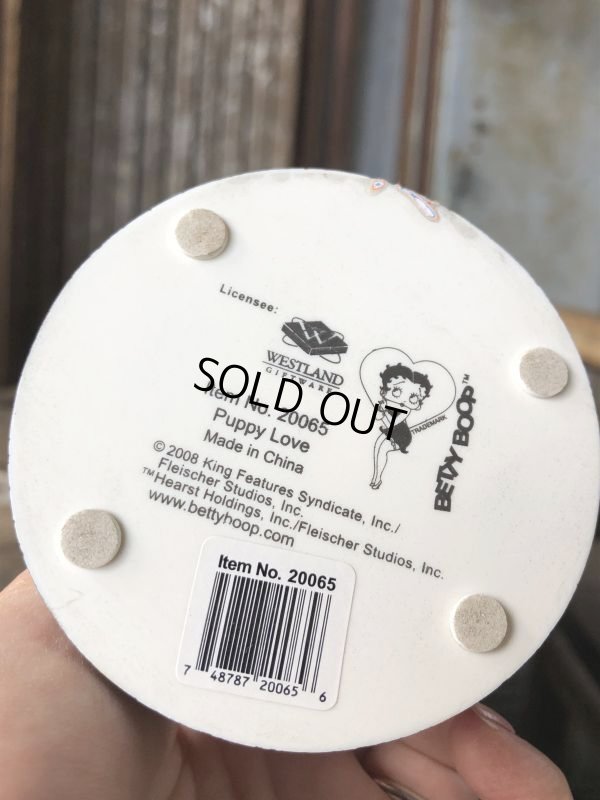 Licensee:
WESTLAND
GIFTWARE
SOLD OUT
Item No. 20065
Puppy Love
Made in China
TRADEMARK
BETTY BOOP™
© 2008 King Features Syndicate, Inc./
Fleischer Studios, Inc.
™Hearst Holdings, Inc./Fleischer Studios, Inc.
www.bettyboop.com
Item No. 20065
7 48787 20065 6